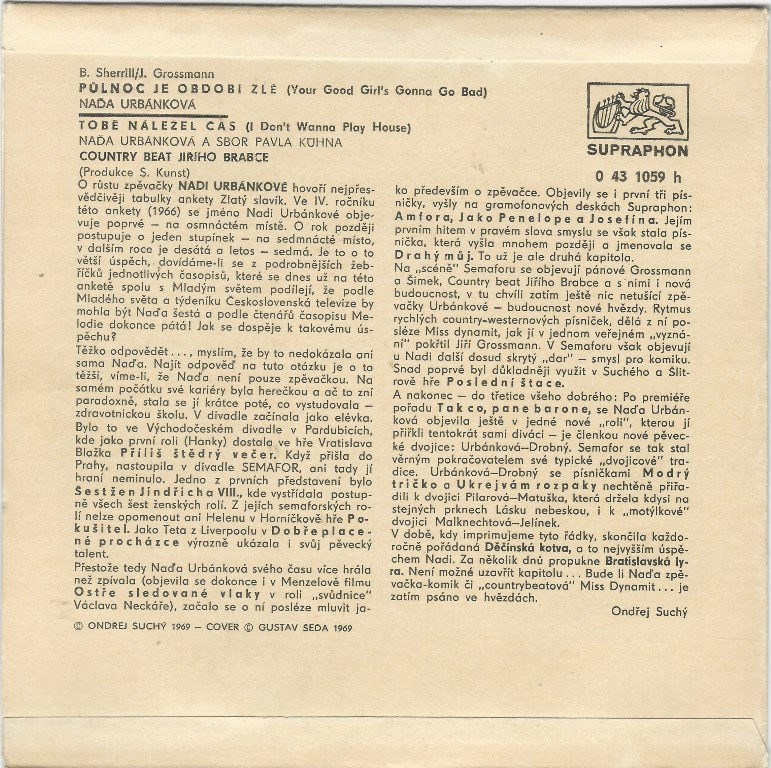 B. Sherrill/J. Grossmann
PŮLNOC JE OBDOBÍ ZLÉ (Your Good Girl's Gonna Go Bad)
NAĎA URBÁNKOVÁ
TOBĚ NÁLEŽEL ČAS (I Don't Wanna Play House)
NAĎA URBÁNKOVÁ A SBOR PAVLA KÜHNA
COUNTRY BEAT JIŘÍHO BRABCE
(Produkce S. Kunst)
SUPRAPHON
0 43 1059 h
O růstu zpěvačky NADI URBÁNKOVÉ hovoří nejpřes-
vědčivěji tabulky ankety Zlatý slavík. Ve IV. ročníku
této ankety (1966) se jméno Nadi Urbánkové obje-
vuje poprvé – na osmnáctém místě. O rok později
postupuje o jeden stupínek – na sedmnácté místo,
v dalším roce je desátá a letos – sedmá. Je to o to
větší úspěch, dovídáme-li se z podrobnějších žeb-
říčků jednotlivých časopisů, které se dnes už na této
anketě spolu s Mladým světem podílejí, že podle
Mladého světa a týdeníku Československá televize by
mohla být Naďa šestá a podle čtenářů časopisu Me-
lodie dokonce pátá! Jak se dospěje k takovému ús-
pěchu?
Těžko odpovědět . . ., myslím, že by to nedokázala ani
sama Naďa. Najít odpověď na tuto otázku je o to
těžší, víme-li, že Naďa není pouze zpěvačkou. Na
samém počátku své kariéry byla herečkou a ač to zní
paradoxně, stala se jí krátce poté, co vystudovala –
zdravotnickou školu. V divadle začínala jako elévka.
Bylo to ve Východočeském divadle v Pardubicích,
kde jako první roli (Hanky) dostala ve hře Vratislava
Blažka Příliš štědrý večer. Když přišla do
Prahy, nastoupila v divadle SEMAFOR, ani tady jí
hraní neminulo. Jedno z prvních představení bylo
Šest žen Jindřicha VIII., kde vystřídala postup-
ně všech šest ženských rolí. Z jejích semaforských ro-
lí nelze opomenout ani Helenu v Horníčkově hře Po-
kušitel. Jako Teta z Liverpoolu v Dobře place-
né procházce výrazně ukázala i svůj pěvecký
talent.
Přestože tedy Naďa Urbánková svého času více hrála
než zpívala (objevila se dokonce i v Menzelově filmu
Ostře sledované vlaky v roli „svůdnice"
Václava Neckáře), začalo se o ní posléze mluvit ja-
ko především o zpěvačce. Objevily se i první tři pís-
ničky, vyšly na gramofonových deskách Supraphon:
Amfora, Jako Penelope a Josefína. Jejím
prvním hitem v pravém slova smyslu se však stala pís-
nička, která vyšla mnohem později a jmenovala se
Drahý můj. To už je ale druhá kapitola.
Na „scéně" Semaforu se objevují pánové Grossmann
a Šimek, Country beat Jiřího Brabce a s nimi i nová
budoucnost, v tu chvíli zatím ještě nic netušící zpě-
vačky Urbánkové – budoucnost nové hvězdy. Rytmus
rychlých country-westernových písniček, dělá z ní po-
sléze Miss dynamit, jak jí v jednom veřejném „vyzná-
ní" pokřtil Jiří Grossmann. V Semaforu však objevují
u Nadi další dosud skrytý „dar" – smysl pro komiku.
Snad poprvé byl důkladněji využit v Suchého a Šlit-
rově hře Poslední štace.
A nakonec – do třetice všeho dobrého: Po premiéře
pořadu Tak co, pane barone, se Naďa Urbán-
ková objevila ještě v jedné nové „roli", kterou jí
přiřkli tentokrát sami diváci – je členkou nové pěvec-
ké dvojice: Urbánková–Drobný. Semafor se tak stal
věrným pokračovatelem své typické „dvojicové" tra-
dice. Urbánková–Drobný se písničkami Modrý
tričko a Ukrejvám rozpaky nechtěně přiřa-
dili k dvojici Pilarová–Matuška, která držela kdysi na
stejných prknech Lásku nebeskou, i k „motýlkové"
dvojici Malknechtová–Jelínek.
V době, kdy imprimujeme tyto řádky, skončila každo-
ročně pořádaná Děčínská kotva, a to nejvyšším úspě-
chem Nadi. Za několik dnů propukne Bratislavská ly-
ra. Není možné uzavřít kapitolu . . . Bude li Naďa zpě-
vačka-komik či „countrybeatová" Miss Dynamit . . . je
zatím psáno ve hvězdách.
Ondřej Suchý
© ONDŘEJ SUCHÝ 1969 – COVER © GUSTAV ŠEDA 1969